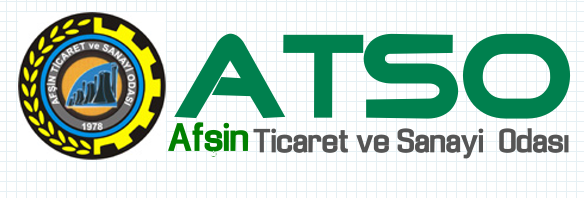 AFŞİN TİCARET ve SANAYİ ODASI
1978
ATSO
Afşin Ticaret ve Sanayi Odası